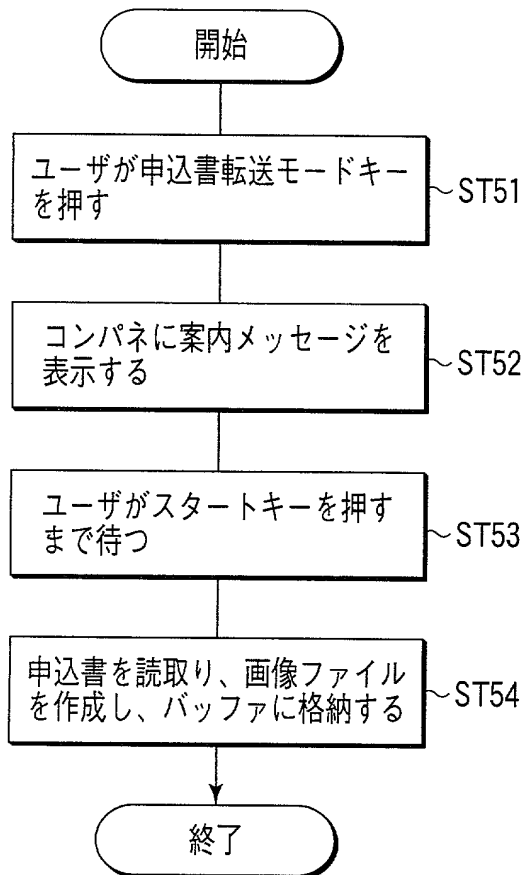 開始
ユーザが申込書転送モードキー
を押す
ST51
コンパネに案内メッセージを
表示する
ST52
ユーザがスタートキーを押す
まで待つ
ST53
申込書を読取り、画像ファイル
を作成し、バッファに格納する
ST54
終了